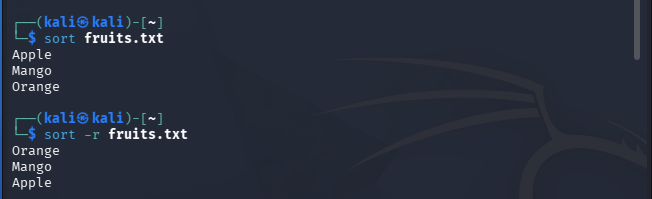 ┌──(kali㉿kali)-[~]
└─$ sort fruits.txt
Apple
Mango
Orange
┌──(kali㉿kali)-[~]
└─$ sort -r fruits.txt
Orange
Mango
Apple